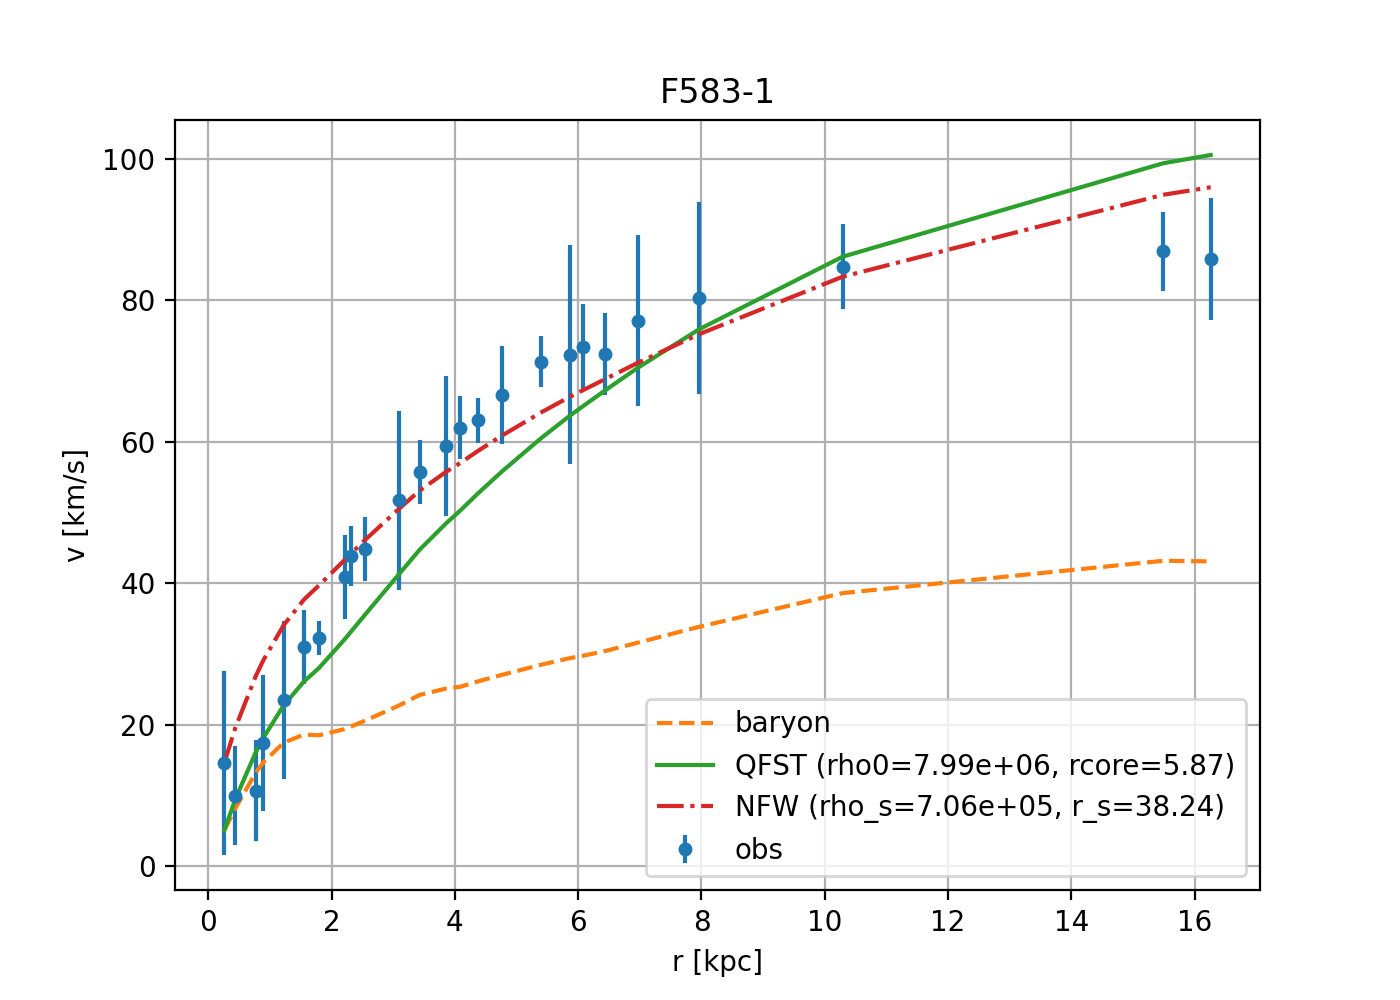 F583-1
100
80
60
40
20
0
v [km/s]
baryon
QFST (rho0=7.99e+06, rcore=5.87)
NFW (rho_s=7.06e+05, r_s=38.24)
obs
0 2 4 6 8 10 12 14 16
r [kpc]